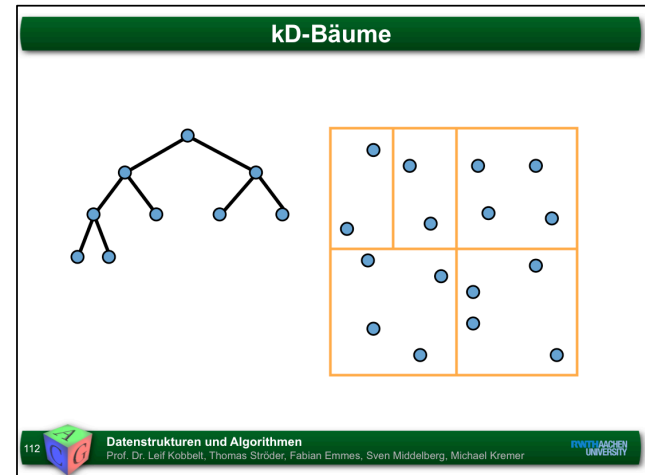 kD-Bäume
112
A
C
G
Datenstrukturen und Algorithmen
Prof. Dr. Leif Kobbelt, Thomas Ströder, Fabian Emmes, Sven Middelberg, Michael Kremer
RWTHAACHEN
UNIVERSITY